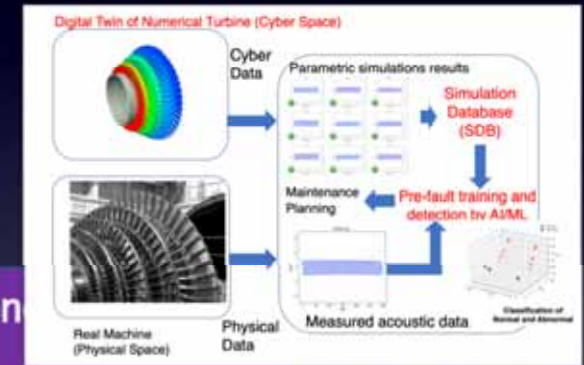 Digital Twin of Numerical Turbine (Cyber Space)
Cyber
Data
Parametric simulations results
Simulation
Database
(SDB)
Maintenance
Planning
Pre-fault training and
detection by AI/ML
Real Machine
(Physical Space)
Physical
Data
Measured acoustic data
Classification of
Normal and Abnormal